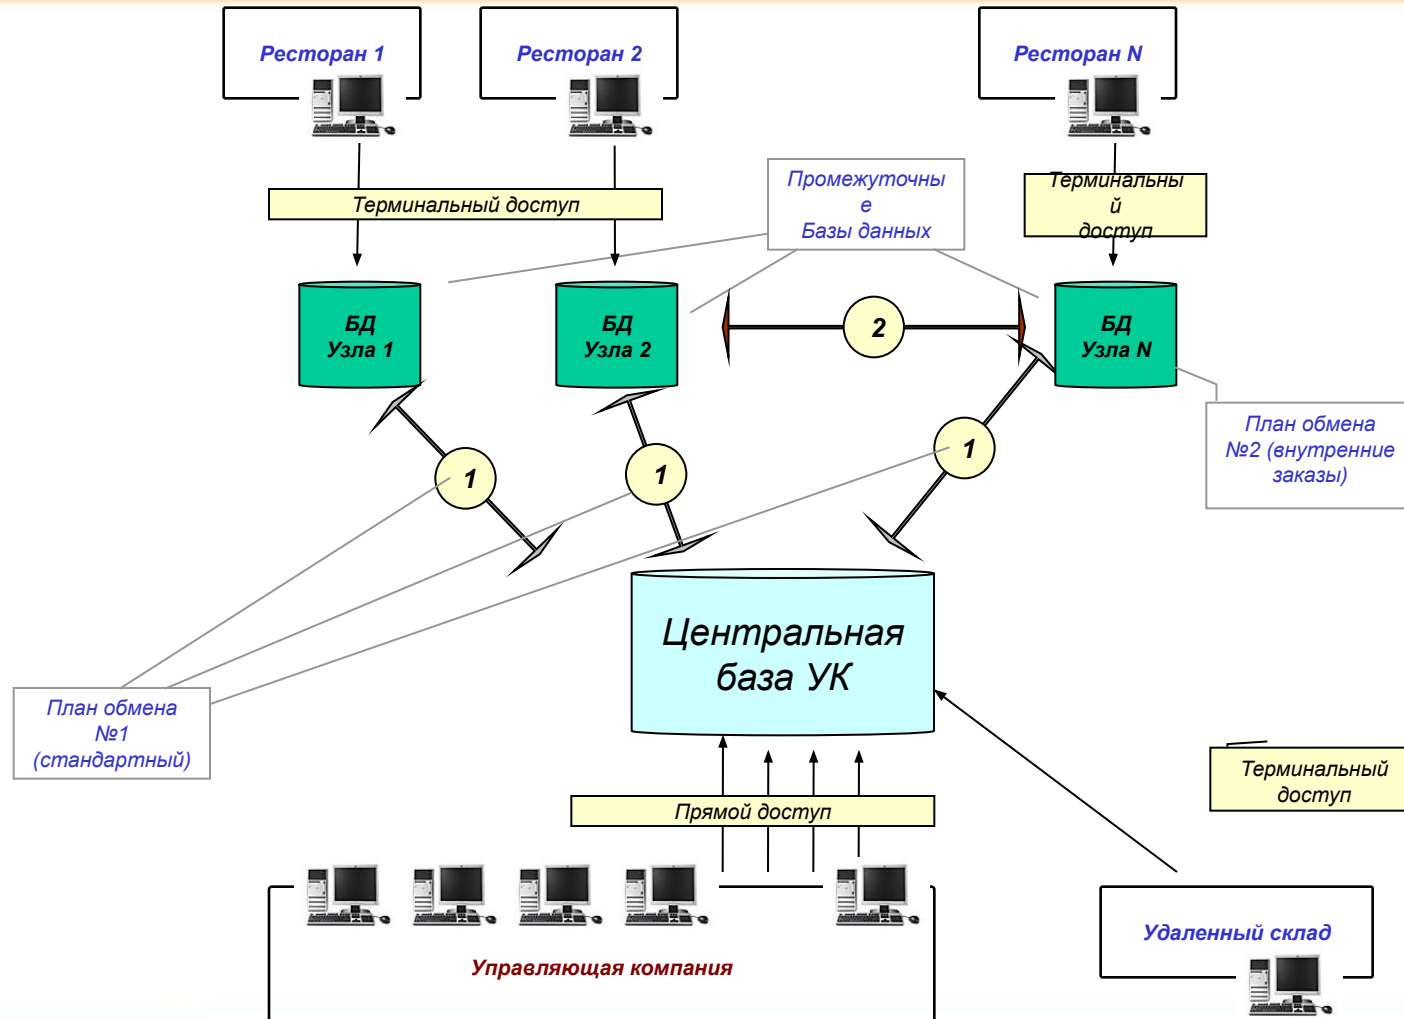 Ресторан 1
Ресторан 2
Ресторан N
Терминальный доступ
Промежуточны
е
Базы данных
Терминальны
й
доступ
БД
Узла 1
БД
Узла 2
2
БД
Узла N
1
1
1
План обмена
№2 (внутренние
заказы)
Центральная
база УК
План обмена
№1
(стандартный)
Терминальный
доступ
Прямой доступ
Управляющая компания
Удаленный склад